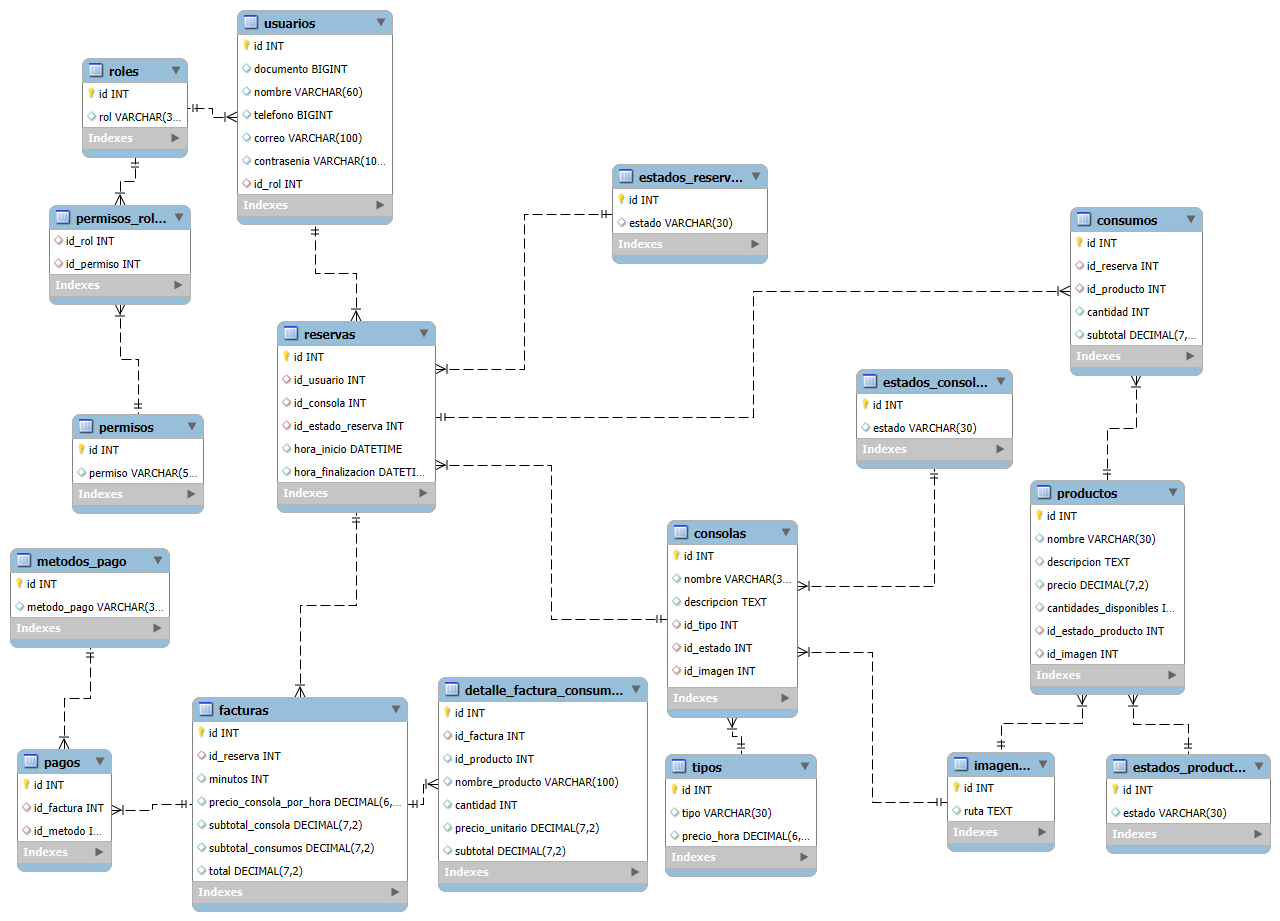 usuarios
id INT
documento BIGINT
nombre VARCHAR(60)
telefono BIGINT
correo VARCHAR(100)
contrasenia VARCHAR(10...
id_rol INT
Indexes
roles
id INT
rol VARCHAR(3...
Indexes
permisos_rol...
id_rol INT
id_permiso INT
Indexes
permisos
id INT
permiso VARCHAR(5...
Indexes
estados_reserv...
id INT
estado VARCHAR(30)
Indexes
reservas
id INT
id_usuario INT
id_consola INT
id_estado_reserva INT
hora_inicio DATETIME
hora_finalizacion DATETI...
Indexes
consumos
id INT
id_reserva INT
id_producto INT
cantidad INT
subtotal DECIMAL(7,...
Indexes
estados_consol...
id INT
estado VARCHAR(30)
Indexes
productos
id INT
nombre VARCHAR(30)
descripcion TEXT
precio DECIMAL(7,2)
cantidades_disponibles I...
id_estado_producto INT
id_imagen INT
Indexes
consolas
id INT
nombre VARCHAR(3...
descripcion TEXT
id_tipo INT
id_estado INT
id_imagen INT
Indexes
metodos_pago
id INT
metodo_pago VARCHAR(3...
Indexes
pagos
id INT
id_factura INT
id_metodo I...
Indexes
facturas
id INT
id_reserva INT
minutos INT
precio_consola_por_hora DECIMAL(6,...
subtotal_consola DECIMAL(7,2)
subtotal_consumos DECIMAL(7,2)
total DECIMAL(7,2)
Indexes
detalle_factura_consum...
id INT
id_factura INT
id_producto INT
nombre_producto VARCHAR(100)
cantidad INT
precio_unitario DECIMAL(7,2)
subtotal DECIMAL(7,2)
Indexes
tipos
id INT
tipo VARCHAR(30)
precio_hora DECIMAL(6,...
Indexes
imagen...
id INT
ruta TEXT
Indexes
estados_product...
id INT
estado VARCHAR(30)
Indexes